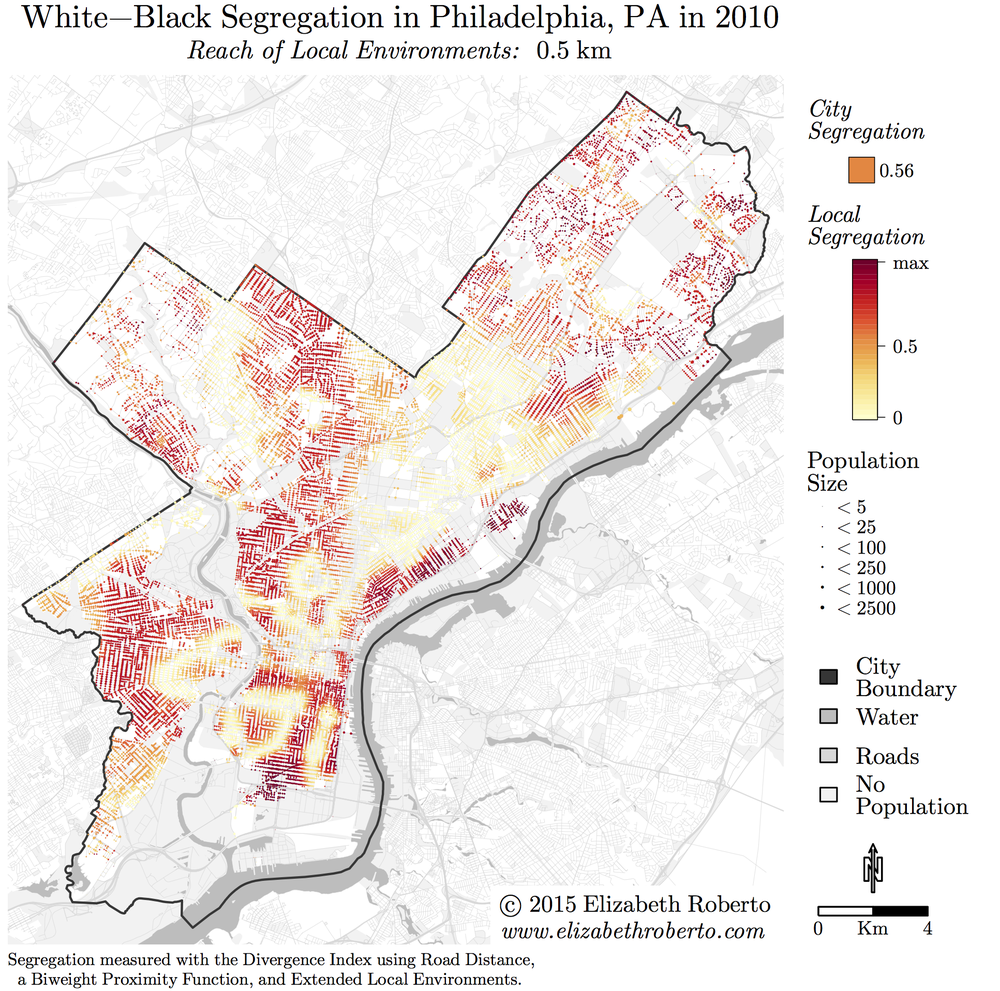 White−Black Segregation in Philadelphia, PA in 2010
Reach of Local Environments: 0.5 km
City
Segregation
0.56
Local
Segregation
max
0.5
0
Population
Size
< 5
< 25
< 100
< 250
< 1000
< 2500
City
Boundary
Water
Roads
No
Population
N
0 Km 4
© 2015 Elizabeth Roberto
www.elizabethroberto.com
Segregation measured with the Divergence Index using Road Distance,
a Biweight Proximity Function, and Extended Local Environments.